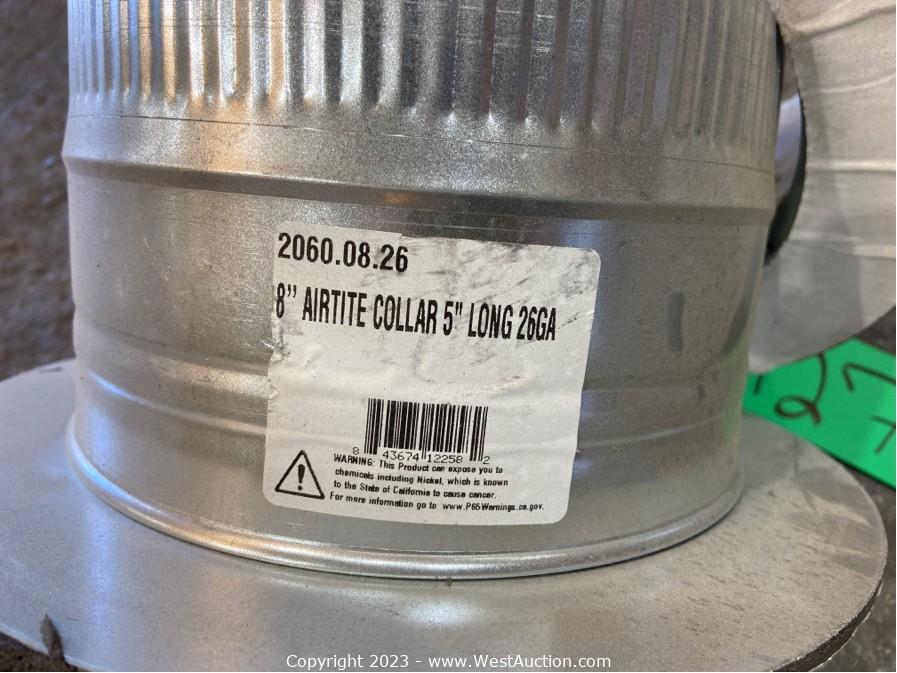 2060.08.26
8” AIRTITE COLLAR 5" LONG 26GA
8 43674 12258 2
WARNING: This Product can expose you to
chemicals including Nickel, which is known
to the State of California to cause cancer.
For more information go to www.P65Warnings.ca.gov.
27
Copyright 2023 - www.WestAuction.com